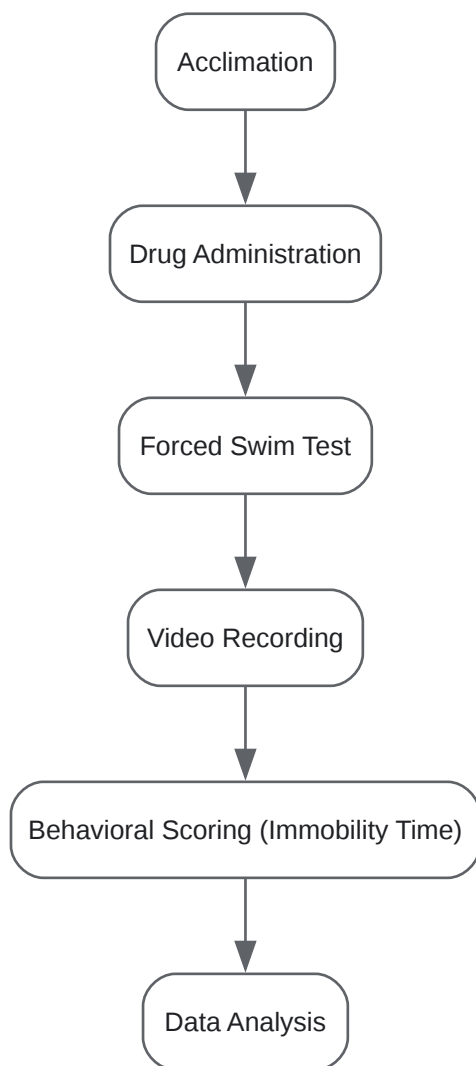 Acclimation
Drug Administration
Forced Swim Test
Video Recording
Behavioral Scoring (Immobility Time)
Data Analysis